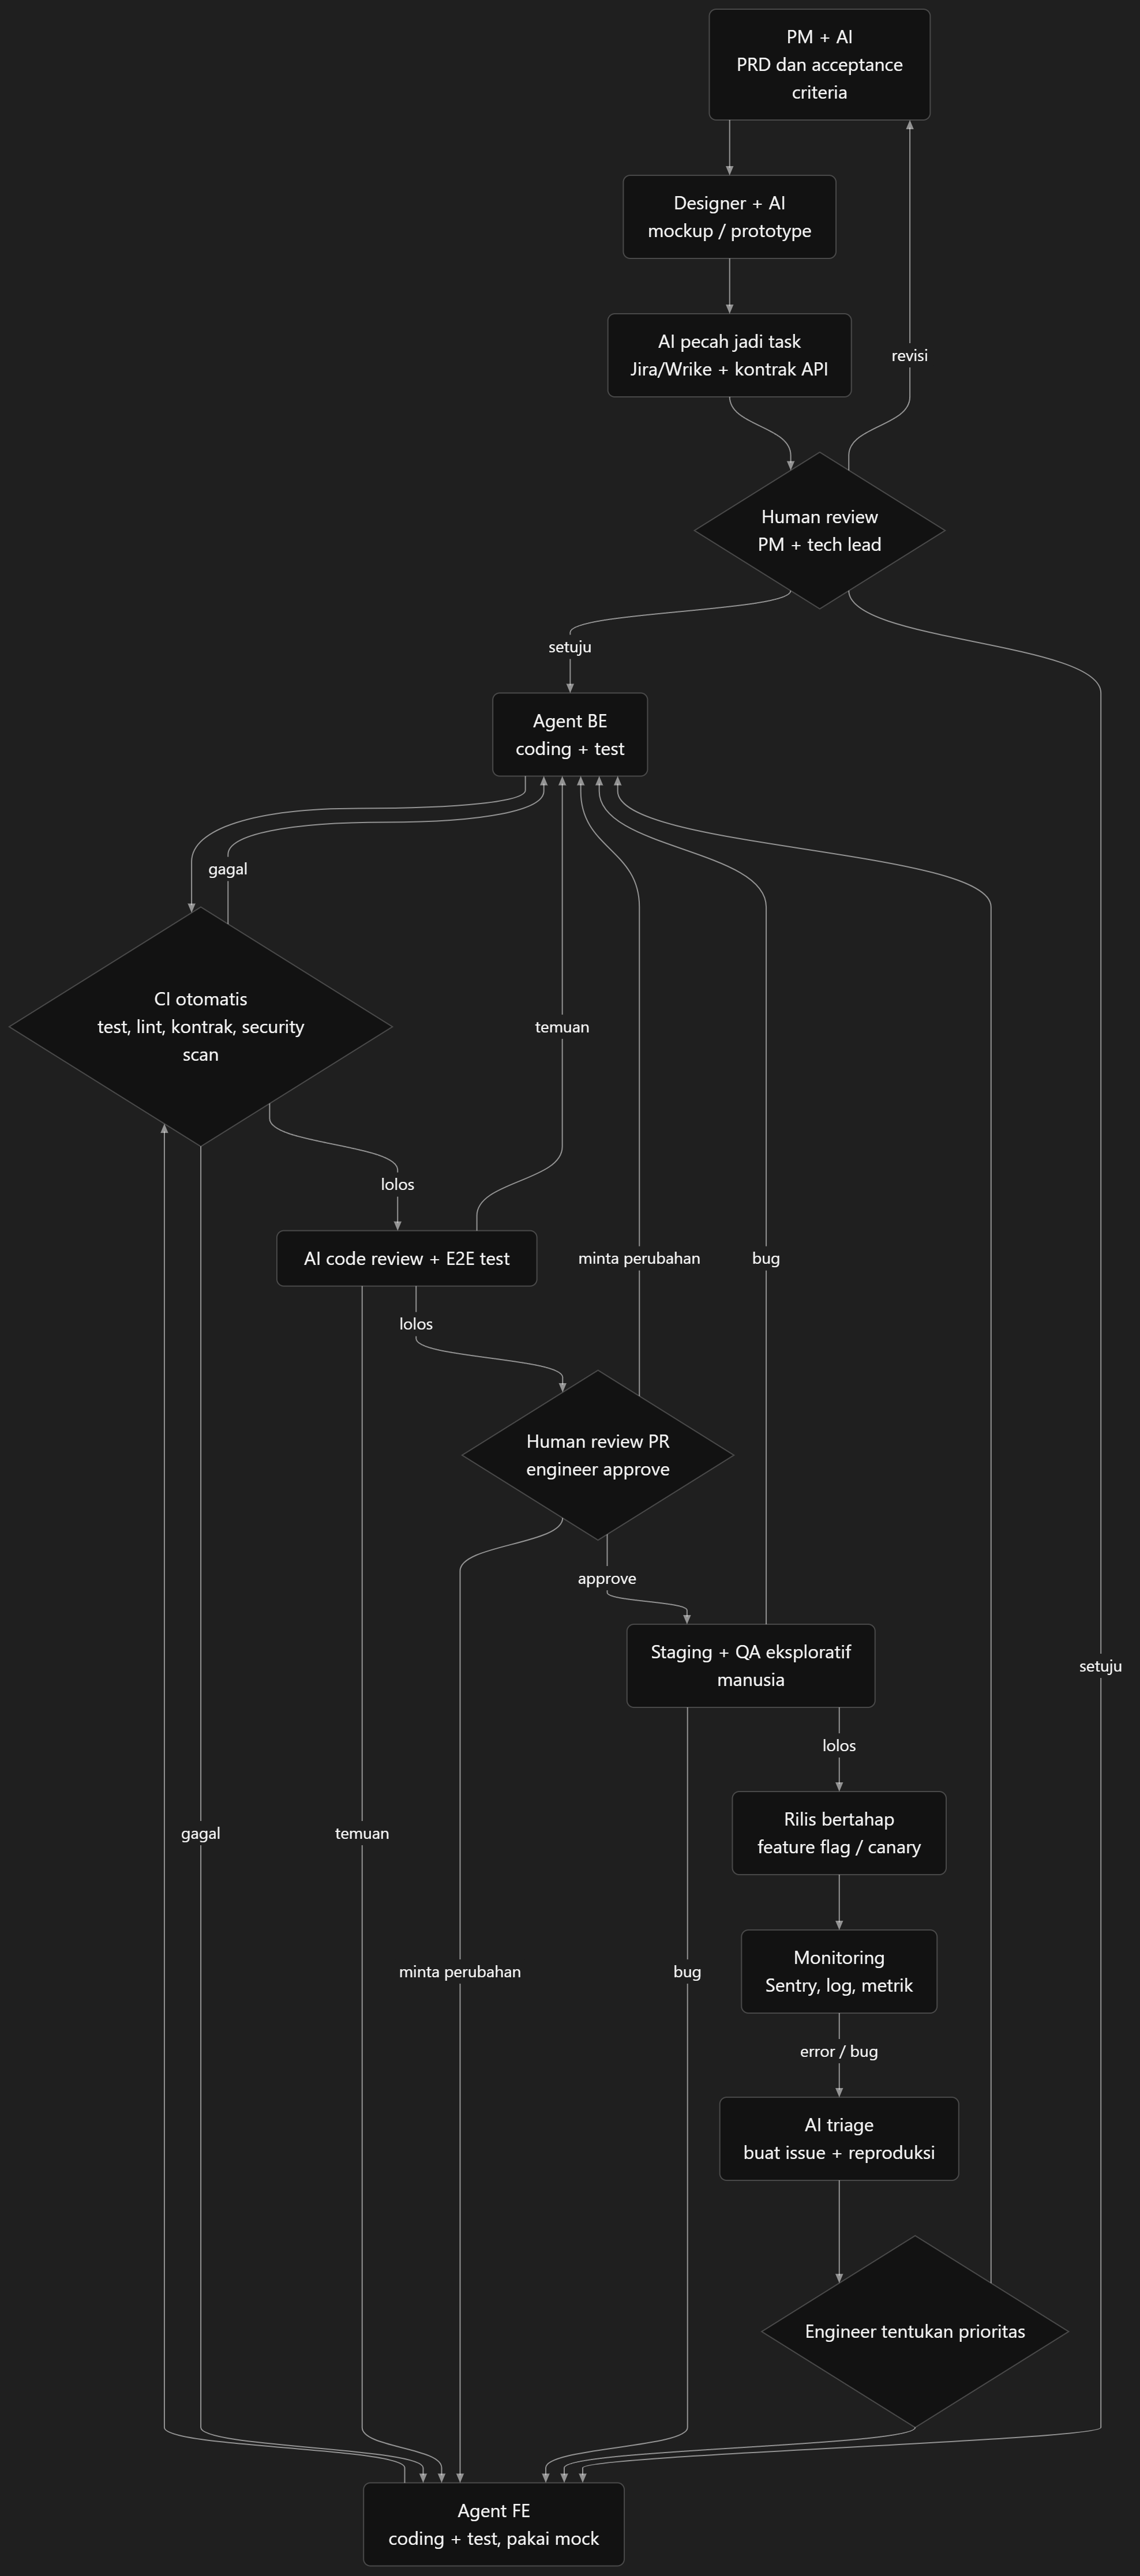 PM + AI
PRD dan acceptance
criteria
Designer + AI
mockup / prototype
AI pecah jadi task
Jira/Wrike + kontrak API
revisi
Human review
PM + tech lead
setuju
Agent BE
coding + test
gagal
CI otomatis
test, lint, kontrak, security
scan
temuan
lolos
AI code review + E2E test
minta perubahan
bug
lolos
Human review PR
engineer approve
approve
Staging + QA eksploratif
manusia
setuju
lolos
Rilis bertahap
feature flag / canary
gagal
temuan
Monitoring
Sentry, log, metrik
minta perubahan
bug
error / bug
AI triage
buat issue + reproduksi
Engineer tentukan prioritas
Agent FE
coding + test, pakai mock